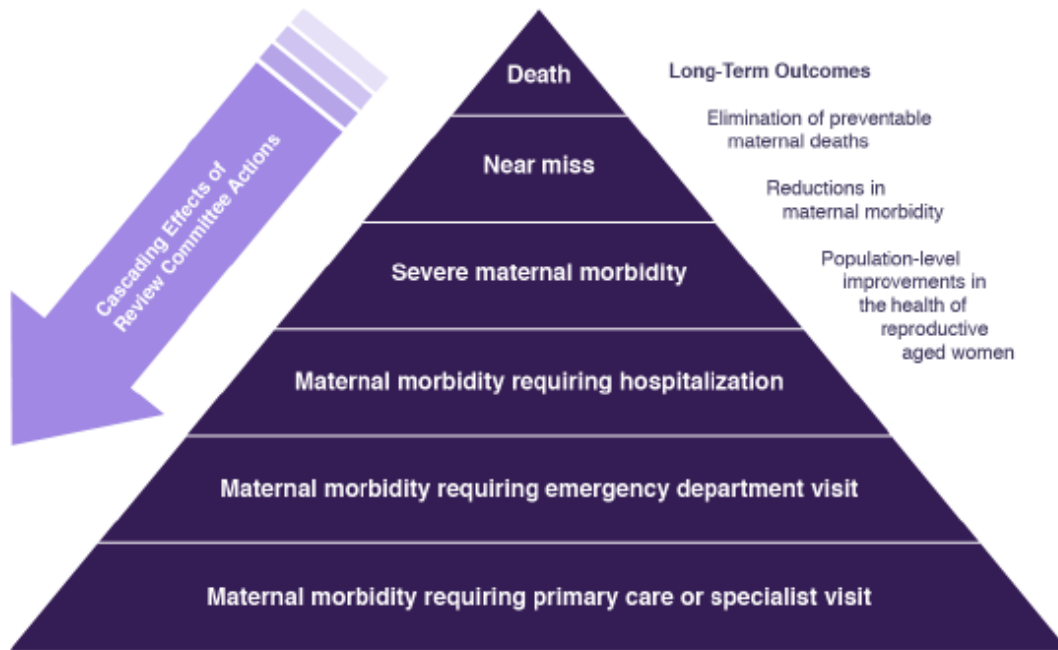 Cascading Effects of
Review Committee Actions
Death
Near miss
Severe maternal morbidity
Maternal morbidity requiring hospitalization
Maternal morbidity requiring emergency department visit
Maternal morbidity requiring primary care or specialist visit
Long-Term Outcomes
Elimination of preventable
maternal deaths
Reductions in
maternal morbidity
Population-level
improvements in
the health of
reproductive
aged women